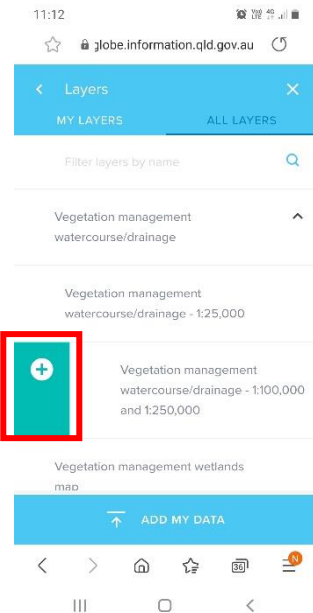 11:12
globe.information.qld.gov.au
Layers
MY LAYERS
ALL LAYERS
Filter layers by name
Vegetation management
watercourse/drainage
Vegetation management
watercourse/drainage - 1:25,000
Vegetation management
watercourse/drainage - 1:100,000
and 1:250,000
Vegetation management wetlands
map
ADD MY DATA
36
N